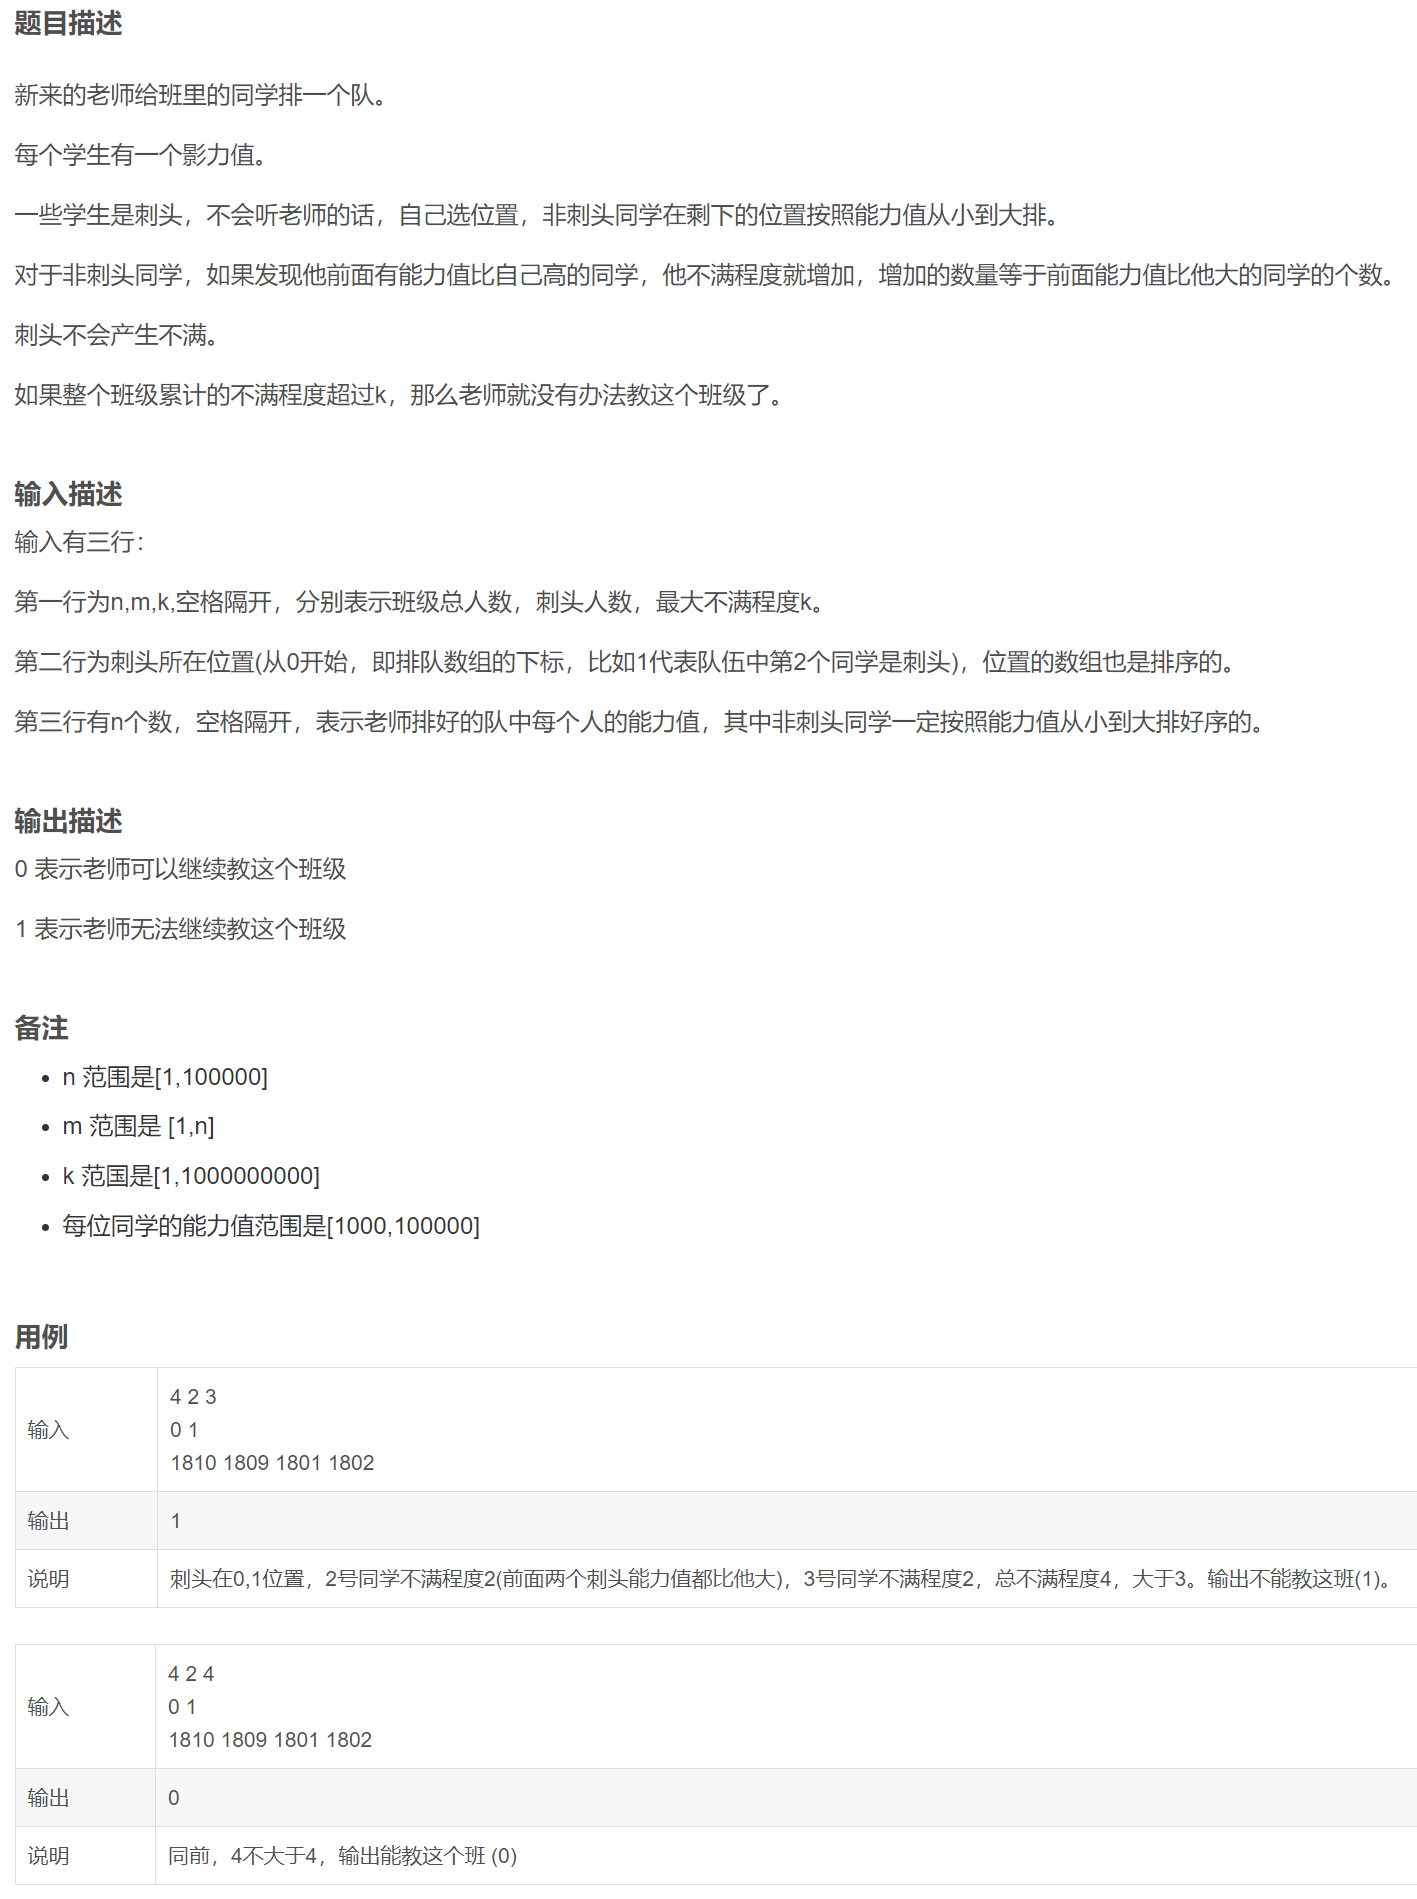 题目描述
新来的老师给班里的同学排一个队。
每个学生有一个影力值。
一些学生是刺头，不会听老师的话，自己选位置，非刺头同学在剩下的位置按照能力值从小到大排。
对于非刺头同学，如果发现他前面有能力值比自己高的同学，他不满程度就增加，增加的数量等于前面能力值比他大的同学的个数。
刺头不会产生不满。
如果整个班级累计的不满程度超过k，那么老师就没有办法教这个班级了。
输入描述
输入有三行：
第一行为n,m,k,空格隔开，分别表示班级总人数，刺头人数，最大不满程度k。
第二行为刺头所在位置(从0开始，即排队数组的下标，比如1代表队伍中第2个同学是刺头)，位置的数组也是排序的。
第三行有n个数，空格隔开，表示老师排好的队中每个人的能力值，其中非刺头同学一定按照能力值从小到大排好序的。
输出描述
0 表示老师可以继续教这个班级
1 表示老师无法继续教这个班级
备注
• n 范围是[1,100000]
• m 范围是 [1,n]
• k 范国是[1,1000000000]
• 每位同学的能力值范围是[1000,100000]
用例
输入
4 2 3
0 1
1810 1809 1801 1802
输出 1
说明 刺头在0,1位置，2号同学不满程度2(前面两个刺头能力值都比他大)，3号同学不满程度2，总不满程度4，大于3。输出不能教这班(1)。
输入
4 2 4
0 1
1810 1809 1801 1802
输出 0
说明 同前，4不大于4，输出能教这个班 (0)